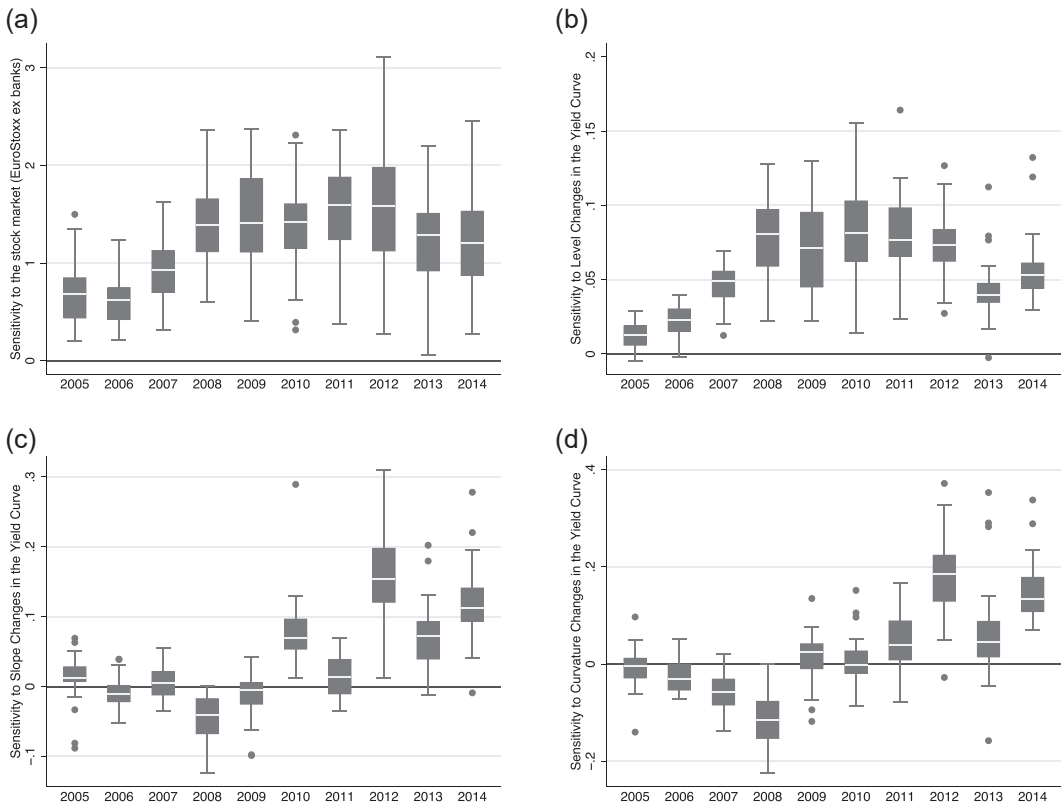 (a)
Sensitivity to the stock market (EuroStoxx ex banks)
3
2
1
0
2005 2006 2007 2008 2009 2010 2011 2012 2013 2014
(b)
Sensitivity to Level Changes in the Yield Curve
.2
.15
.1
.05
0
2005 2006 2007 2008 2009 2010 2011 2012 2013 2014
(c)
Sensitivity to Slope Changes in the Yield Curve
.3
.2
.1
0
-.1
2005 2006 2007 2008 2009 2010 2011 2012 2013 2014
(d)
Sensitivity to Curvature Changes in the Yield Curve
.4
.2
0
-.2
2005 2006 2007 2008 2009 2010 2011 2012 2013 2014